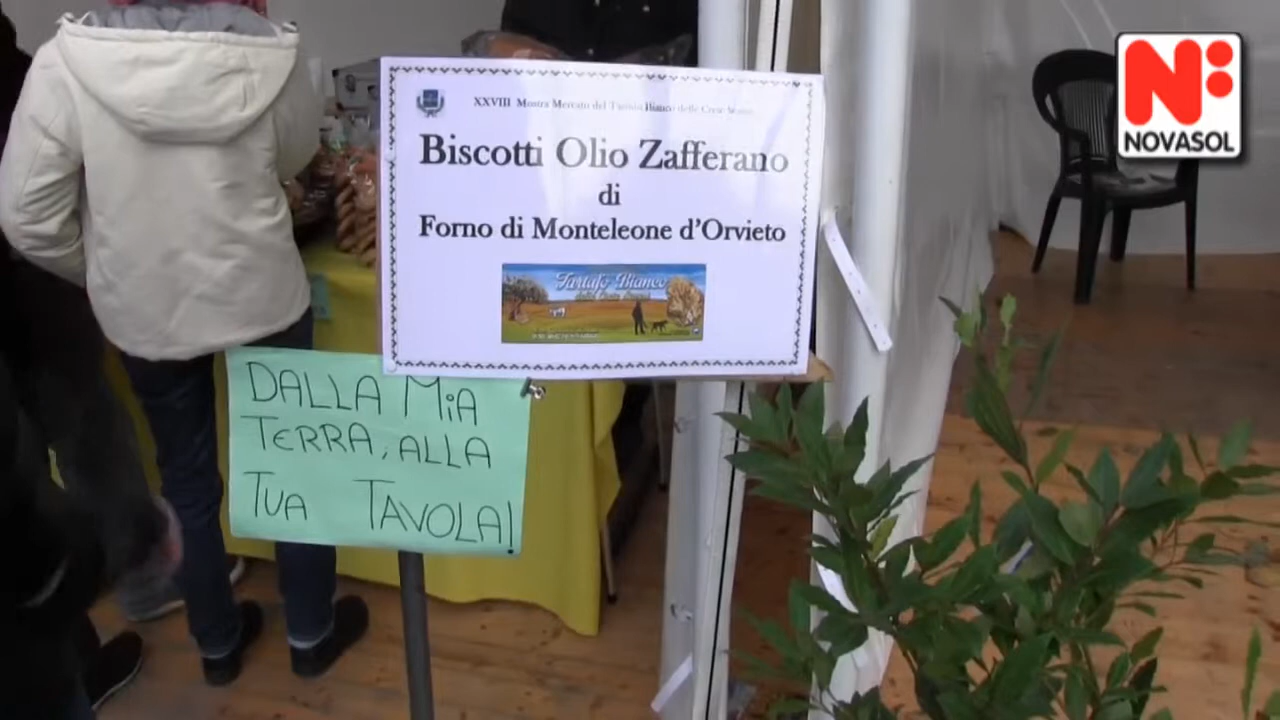 XXVIII Mostra Mercato del Tartufo Bianco delle Crete Senesi
Biscotti Olio Zafferano
di
Forno di Monteleone d'Orvieto
Tartufo Bianco
DALLA MiA
TERRA, ALLA
TUA TAVOLA!
N:
NOVASOL